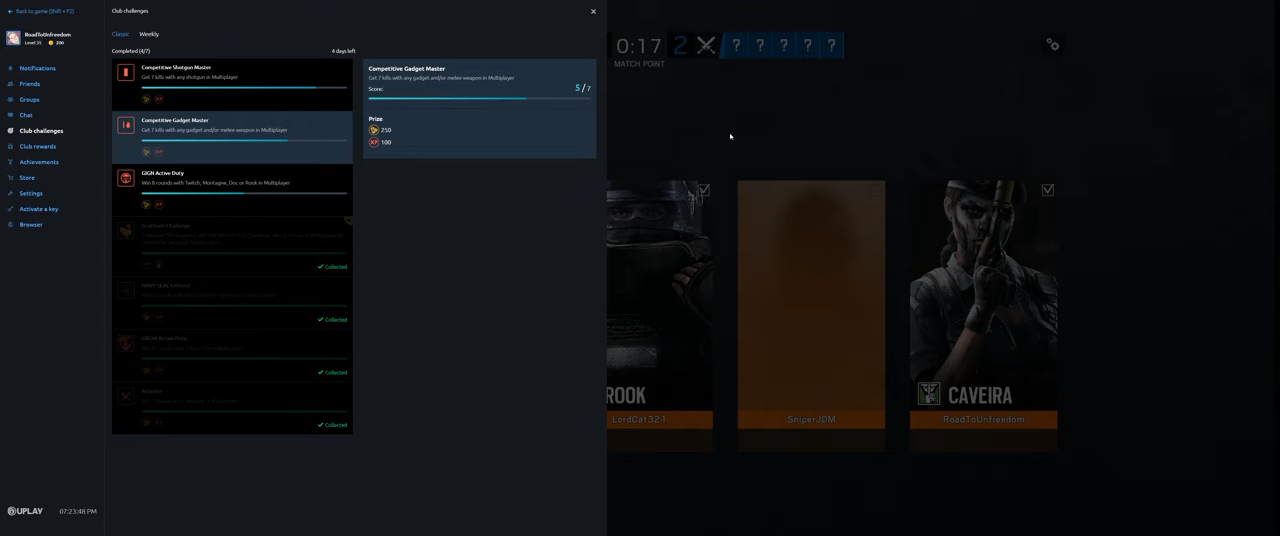 Back to game (Shift + F2)
Club challenges
RoadToUnfreedom
Level 35 200
Classic Weekly
Completed (4/7) 4 days left
Notifications
Friends
Groups
Chat
Club challenges
Club rewards
Achievements
Store
Settings
Activate a key
Browser
Competitive Shotgun Master
Get 7 kills with any shotgun in Multiplayer
Competitive Gadget Master
Get 7 kills with any gadget and/or melee weapon in Multiplayer
GIGN Active Duty
Win 8 rounds with Twitch, Montagne, Doc or Rook in Multiplayer
Collected
Collected
GROM Active Duty
Collected
Collected
Competitive Gadget Master
Get 7 kills with any gadget and/or melee weapon in Multiplayer
Score: 5 / 7
Prize
250
XP 100
0:17 2 ? ? ? ? ?
MATCH POINT
ROOK
LordCat321
SniperJDM
CAVEIRA
RoadToUnfreedom
UPLAY 07:23:48 PM